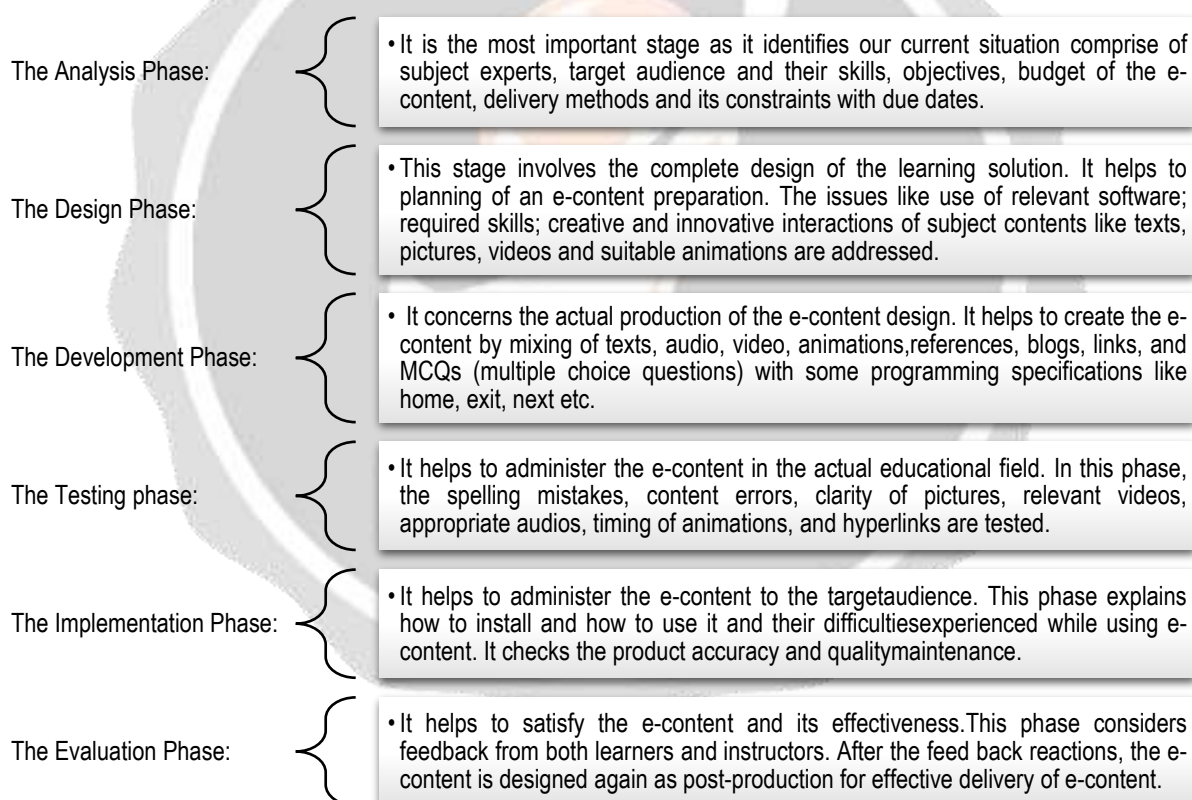 The Analysis Phase:
• It is the most important stage as it identifies our current situation comprise of
subject experts, target audience and their skills, objectives, budget of the e-
content, delivery methods and its constraints with due dates.
The Design Phase:
• This stage involves the complete design of the learning solution. It helps to
planning of an e-content preparation. The issues like use of relevant software;
required skills; creative and innovative interactions of subject contents like texts,
pictures, videos and suitable animations are addressed.
The Development Phase:
• It concerns the actual production of the e-content design. It helps to create the e-
content by mixing of texts, audio, video, animations,references, blogs, links, and
MCQs (multiple choice questions) with some programming specifications like
home, exit, next etc.
The Testing phase:
• It helps to administer the e-content in the actual educational field. In this phase,
the spelling mistakes, content errors, clarity of pictures, relevant videos,
appropriate audios, timing of animations, and hyperlinks are tested.
The Implementation Phase:
• It helps to administer the e-content to the targetaudience. This phase explains
how to install and how to use it and their difficultiesexperienced while using e-
content. It checks the product accuracy and qualitymaintenance.
The Evaluation Phase:
• It helps to satisfy the e-content and its effectiveness.This phase considers
feedback from both learners and instructors. After the feed back reactions, the e-
content is designed again as post-production for effective delivery of e-content.